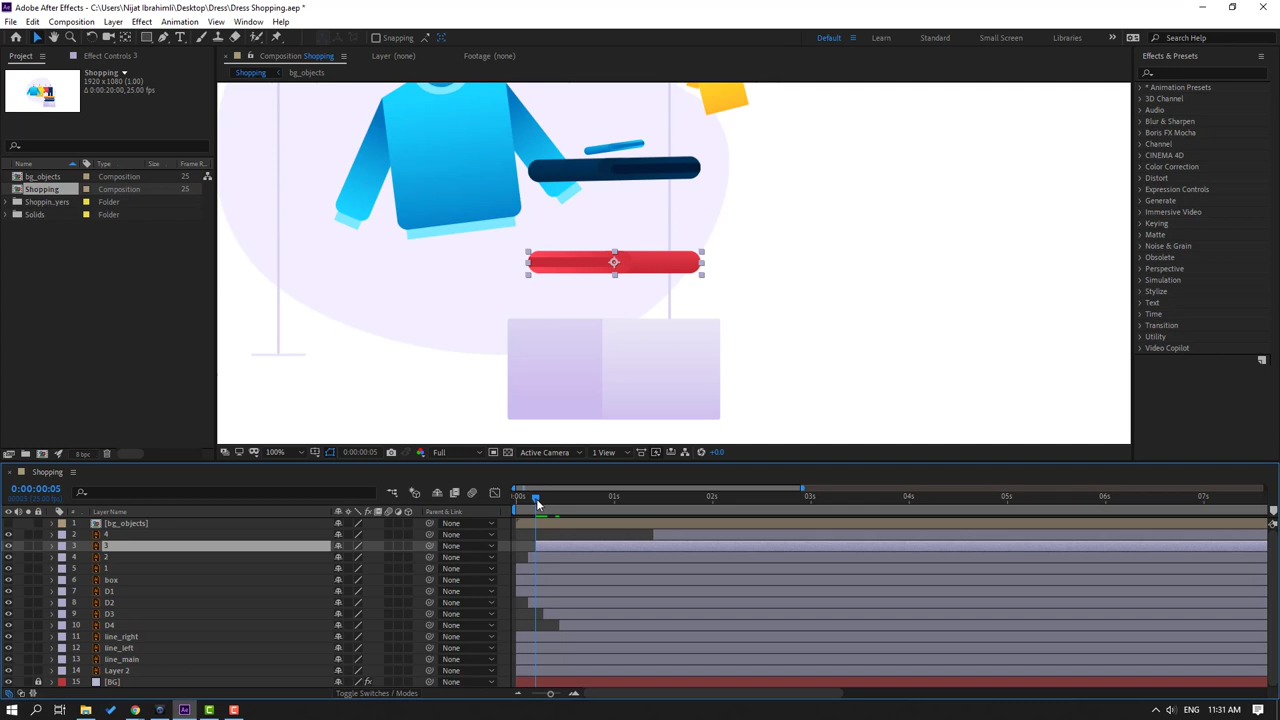 Adobe After Effects - C:\Users\Nijat Ibrahimli\Desktop\Dress\Dress Shopping.aep *
File Edit Composition Layer Effect Animation View Window Help
Snapping Default Learn Standard Small Screen Libraries Search Help
Project Effect Controls 3 Composition Shopping Layer (none) Footage (none) Effects & Presets
Shopping bg_objects
Shopping
1920 x 1080 (1.00)
Δ 0:00:20:00, 25.00 fps
Name Type Size Frame R...
bg_objects Composition 25
Shopping Composition 25
Shoppin...yers Folder
Solids Folder
* Animation Presets
3D Channel
Audio
Blur & Sharpen
Boris FX Mocha
Channel
CINEMA 4D
Color Correction
Distort
Expression Controls
Generate
Immersive Video
Keying
Matte
Noise & Grain
Obsolete
Perspective
Simulation
Stylize
Text
Time
Transition
Utility
Video Copilot
8 bpc 100% 0:00:00:05 Full Active Camera 1 View +0.0
Shopping
0:00:00:05
00005 (25.00 fps)
:00s 01s 02s 03s 04s 05s 06s 07s
# Layer Name Parent & Link
1 [bg_objects] None
2 4 None
3 3 None
4 2 None
5 1 None
6 box None
7 D1 None
8 D2 None
9 D3 None
10 D4 None
11 line_right None
12 line_left None
13 line_main None
14 Layer 2 None
15 [BG] None
Toggle Switches / Modes
ENG 11:31 AM